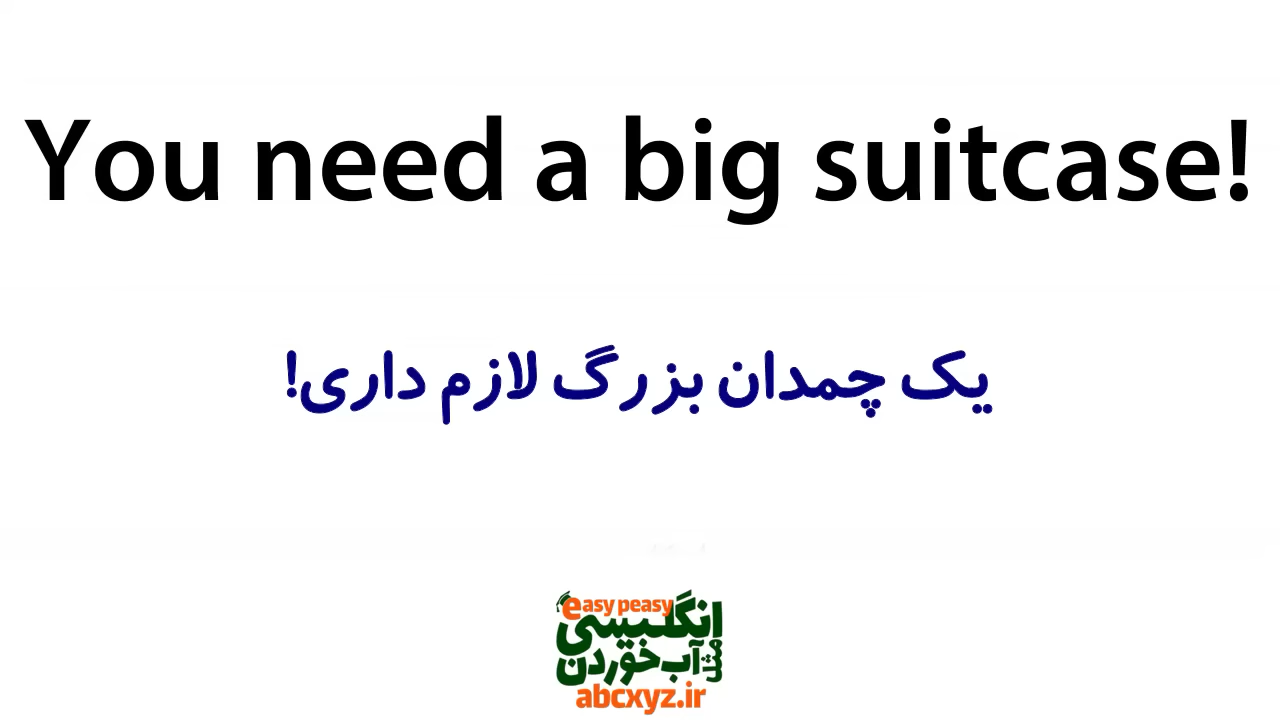 You need a big suitcase!
یک چمدان بزرگ لازم داری!
easy peasy
انگلیسی
مثل آب خوردن
abcxyz.ir